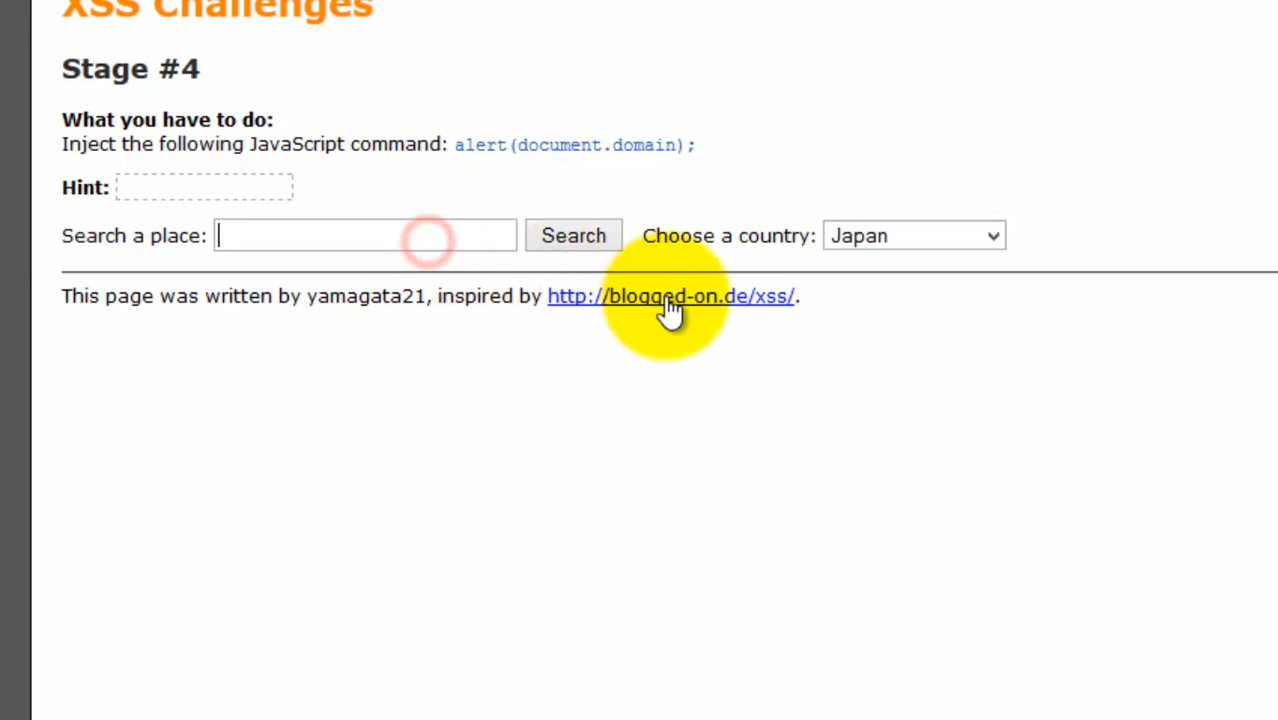 XSS Challenges
Stage #4
What you have to do:
Inject the following JavaScript command: alert(document.domain);
Hint:
Search a place: Search Choose a country: Japan
This page was written by yamagata21, inspired by http://blogged-on.de/xss/.